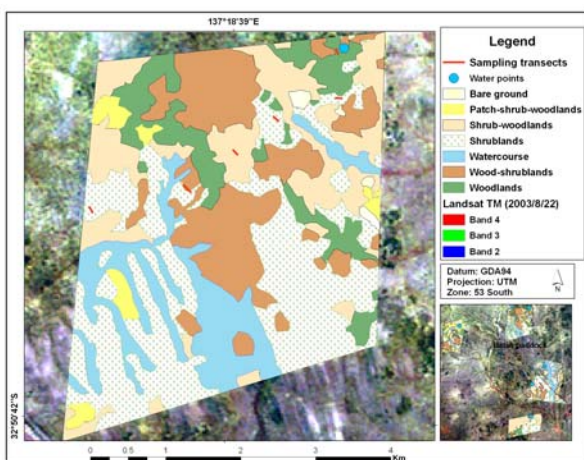 137°18'39"E
32°50'42"S
Legend
Sampling transects
Water points
Bare ground
Patch-shrub-woodlands
Shrub-woodlands
Shrublands
Watercourse
Wood-shrublands
Woodlands
Landsat TM (2003/8/22)
Band 4
Band 3
Band 2
Datum: GDA94
Projection: UTM
Zone: 53 South
N
0 0.5 1 2 3 4
Km